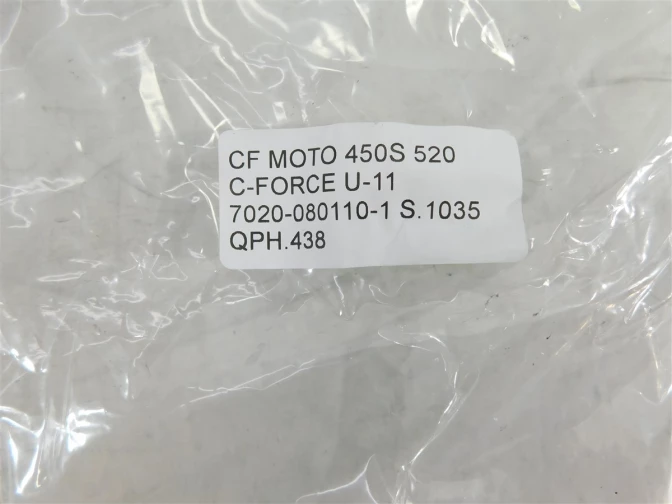 CF MOTO 450S 520
C-FORCE U-11
7020-080110-1 S.1035
QPH.438